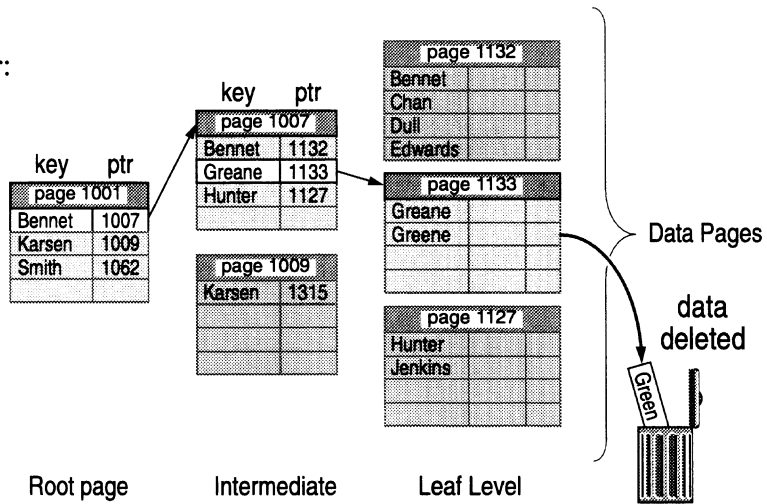 :
key ptr
page 1001
Bennet 1007
Karsen 1009
Smith 1062
key ptr
page 1007
Bennet 1132
Greane 1133
Hunter 1127
page 1009
Karsen 1315
page 1132
Bennet
Chan
Dull
Edwards
page 1133
Greane
Greene
page 1127
Hunter
Jenkins
Data Pages
data
deleted
Green
Root page Intermediate Leaf Level